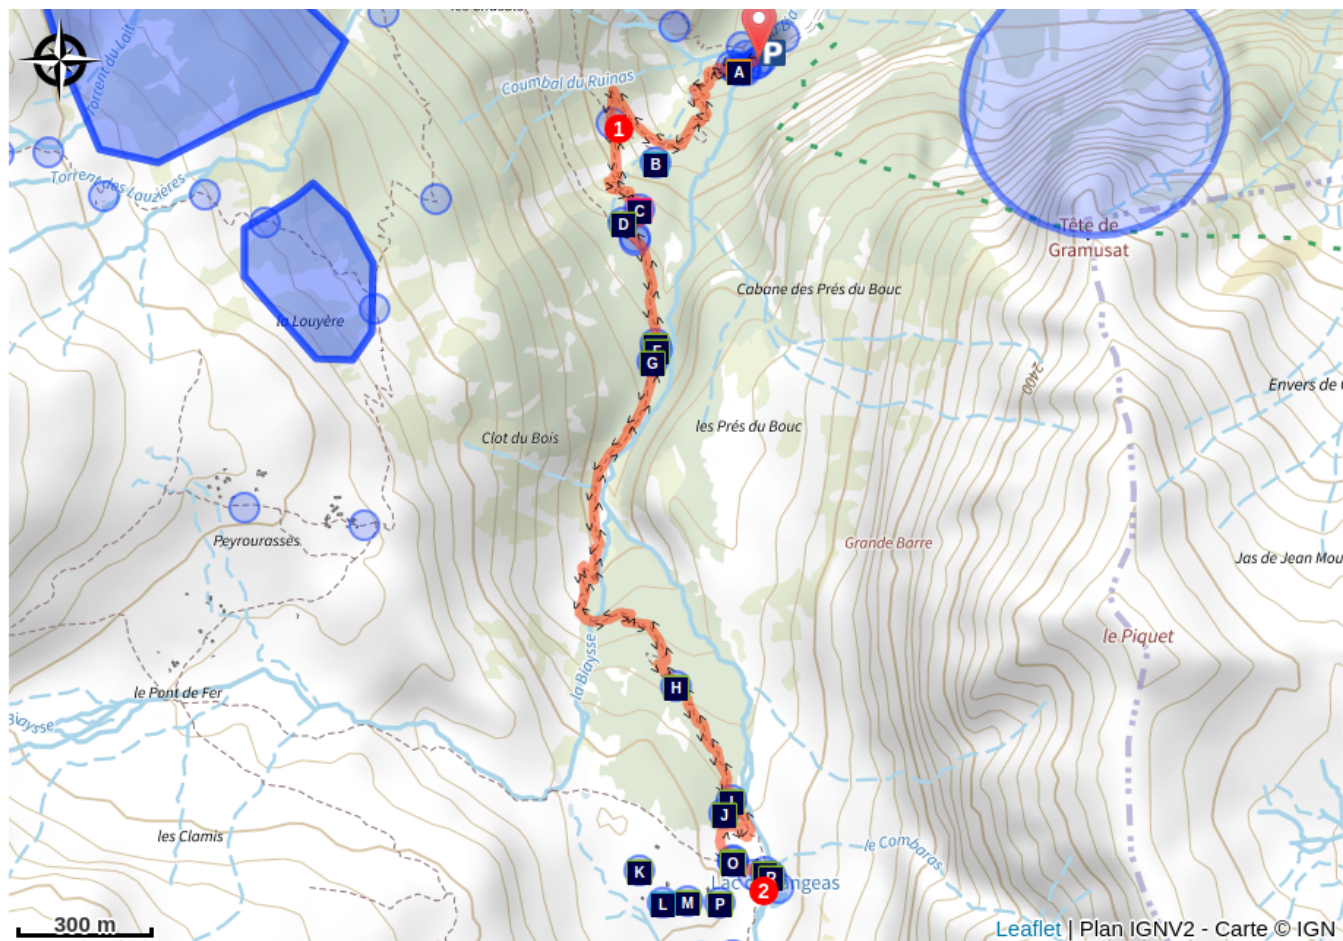 Torrent du Lait
Coumbal du Ruinas
P
A
1
B
Torrent des Lauzières
C
D
Tête de
Gramusat
Cabane des Prés du Bouc
la Louyère
G
2400
Envers de
Clot du Bois
les Prés du Bouc
Peyrourasses
Grande Barre
Jas de Jean Mou
le Piquet
la Biaysse
H
le Pont de Fer
Biaysse
J
les Clamis
le Combaras
O
K
2
L
M
P
300 m
Leaflet | Plan IGNV2 - Carte © IGN